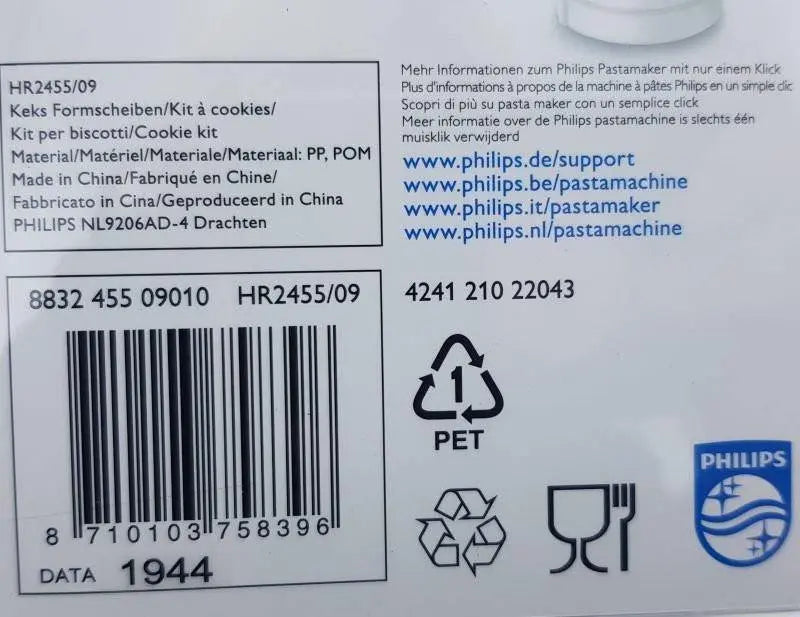 HR2455/09
Keks Formscheiben/Kit à cookies/
Kit per biscotti/Cookie kit
Material/Matériel/Materiale/Materiaal: PP, POM
Made in China/Fabriqué en Chine/
Fabbricato in Cina/Geproduceerd in China
PHILIPS NL9206AD-4 Drachten
Mehr Informationen zum Philips Pastamaker mit nur einem Klick
Plus d'informations à propos de la machine à pâtes Philips en un simple clic
Scopri di più su pasta maker con un semplice click
Meer informatie over de Philips pastamachine is slechts één
muisklik verwijderd
www.philips.de/support
www.philips.be/pastamachine
www.philips.it/pastamaker
www.philips.nl/pastamachine
8832 455 09010 HR2455/09
8 710103 758396
DATA 1944
4241 210 22043
1
PET
PHILIPS